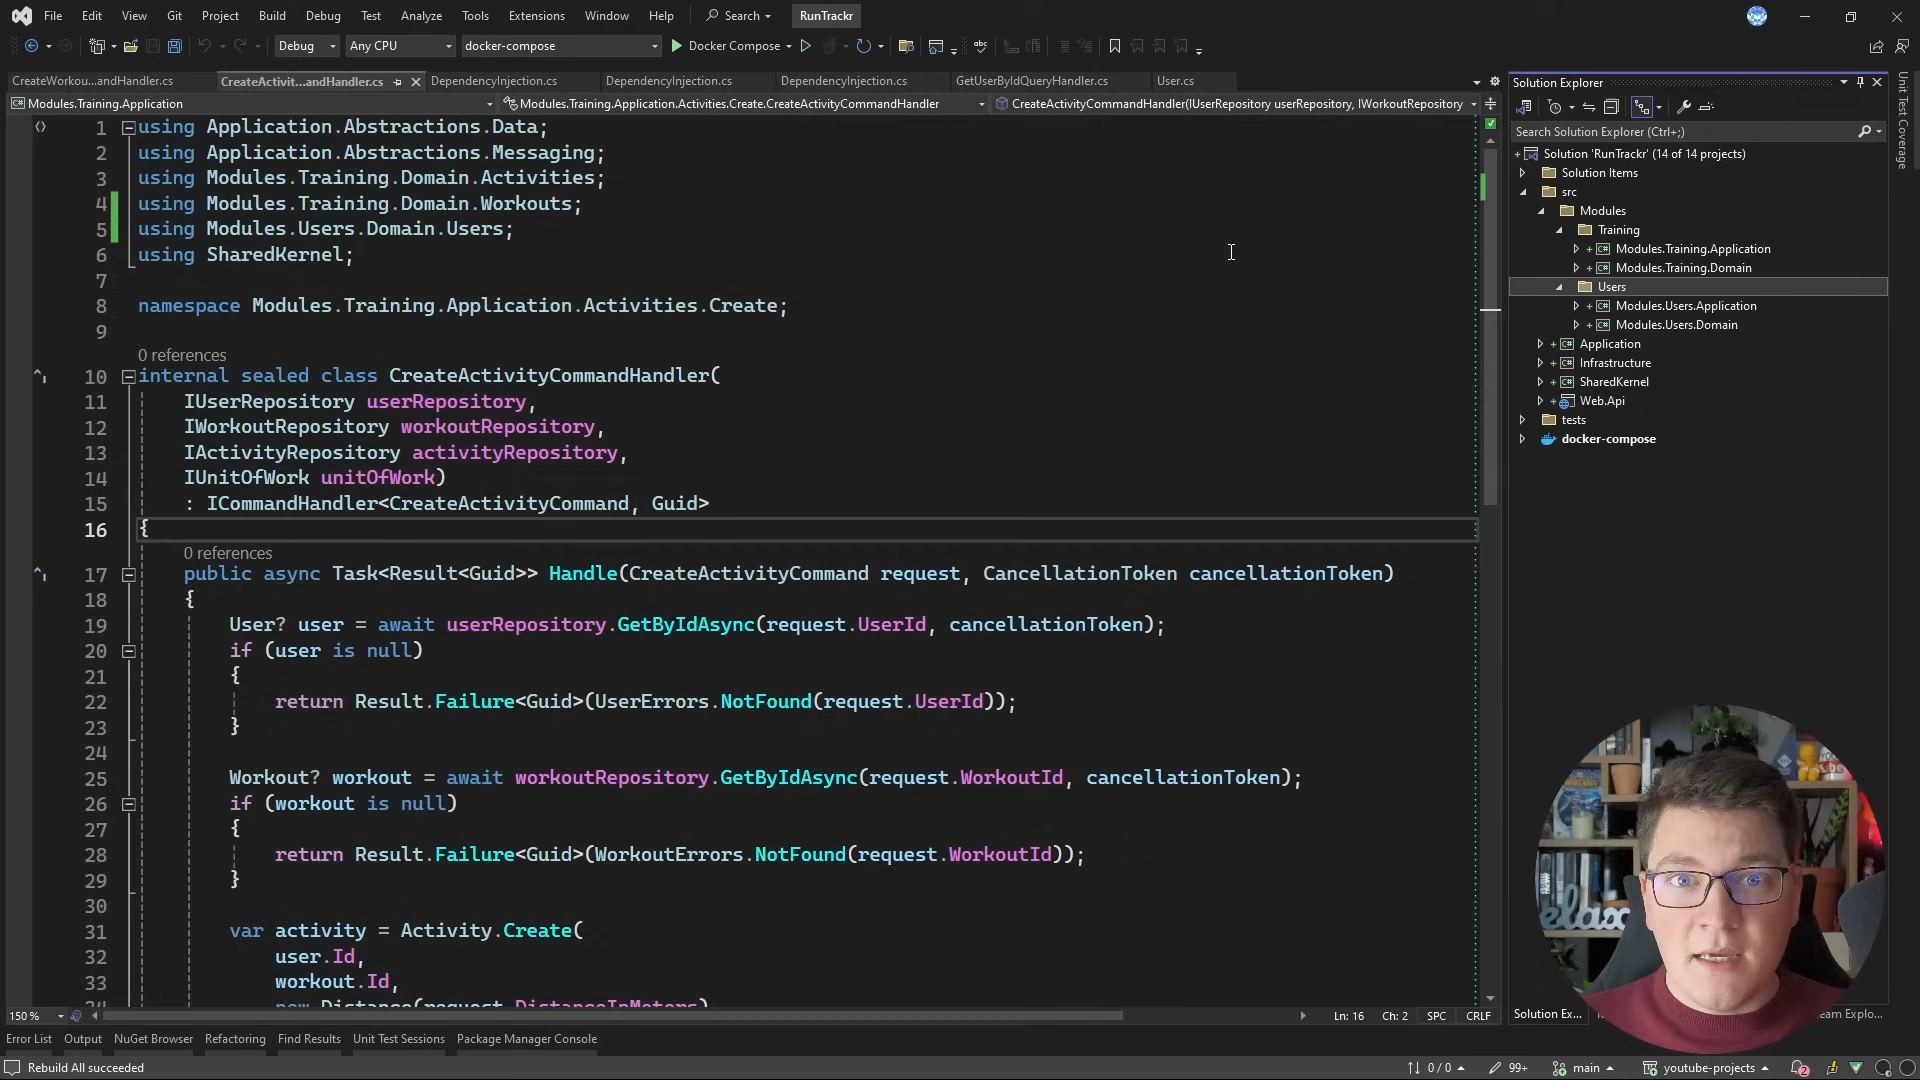 File Edit View Git Project Build Debug Test Analyze Tools Extensions Window Help Search RunTrackr
Debug Any CPU docker-compose Docker Compose
CreateWorkou...andHandler.cs CreateActivit...andHandler.cs DependencyInjection.cs DependencyInjection.cs DependencyInjection.cs GetUserByIdQueryHandler.cs User.cs
Modules.Training.Application Modules.Training.Application.Activities.Create.CreateActivityCommandHandler CreateActivityCommandHandler(IUserRepository userRepository, IWorkoutRepository
1 using Application.Abstractions.Data;
2 using Application.Abstractions.Messaging;
3 using Modules.Training.Domain.Activities;
4 using Modules.Training.Domain.Workouts;
5 using Modules.Users.Domain.Users;
6 using SharedKernel;
7
8 namespace Modules.Training.Application.Activities.Create;
9
0 references
10 internal sealed class CreateActivityCommandHandler(
11 IUserRepository userRepository,
12 IWorkoutRepository workoutRepository,
13 IActivityRepository activityRepository,
14 IUnitOfWork unitOfWork)
15 : ICommandHandler<CreateActivityCommand, Guid>
16 {
0 references
17 public async Task<Result<Guid>> Handle(CreateActivityCommand request, CancellationToken cancellationToken)
18 {
19 User? user = await userRepository.GetByIdAsync(request.UserId, cancellationToken);
20 if (user is null)
21 {
22 return Result.Failure<Guid>(UserErrors.NotFound(request.UserId));
23 }
24
25 Workout? workout = await workoutRepository.GetByIdAsync(request.WorkoutId, cancellationToken);
26 if (workout is null)
27 {
28 return Result.Failure<Guid>(WorkoutErrors.NotFound(request.WorkoutId));
29 }
30
31 var activity = Activity.Create(
32 user.Id,
33 workout.Id,
34 new Distance(request.DistanceInMeters)
150 % Ln: 16 Ch: 2 SPC CRLF
Error List Output NuGet Browser Refactoring Find Results Unit Test Sessions Package Manager Console
Rebuild All succeeded 0 / 0 99+ main youtube-projects 2
Solution Explorer
Search Solution Explorer (Ctrl+;)
Solution 'RunTrackr' (14 of 14 projects)
Solution Items
src
Modules
Training
Modules.Training.Application
Modules.Training.Domain
Users
Modules.Users.Application
Modules.Users.Domain
Application
Infrastructure
SharedKernel
Web.Api
tests
docker-compose
Solution Ex... eam Explo...
Unit Test Coverage
elax